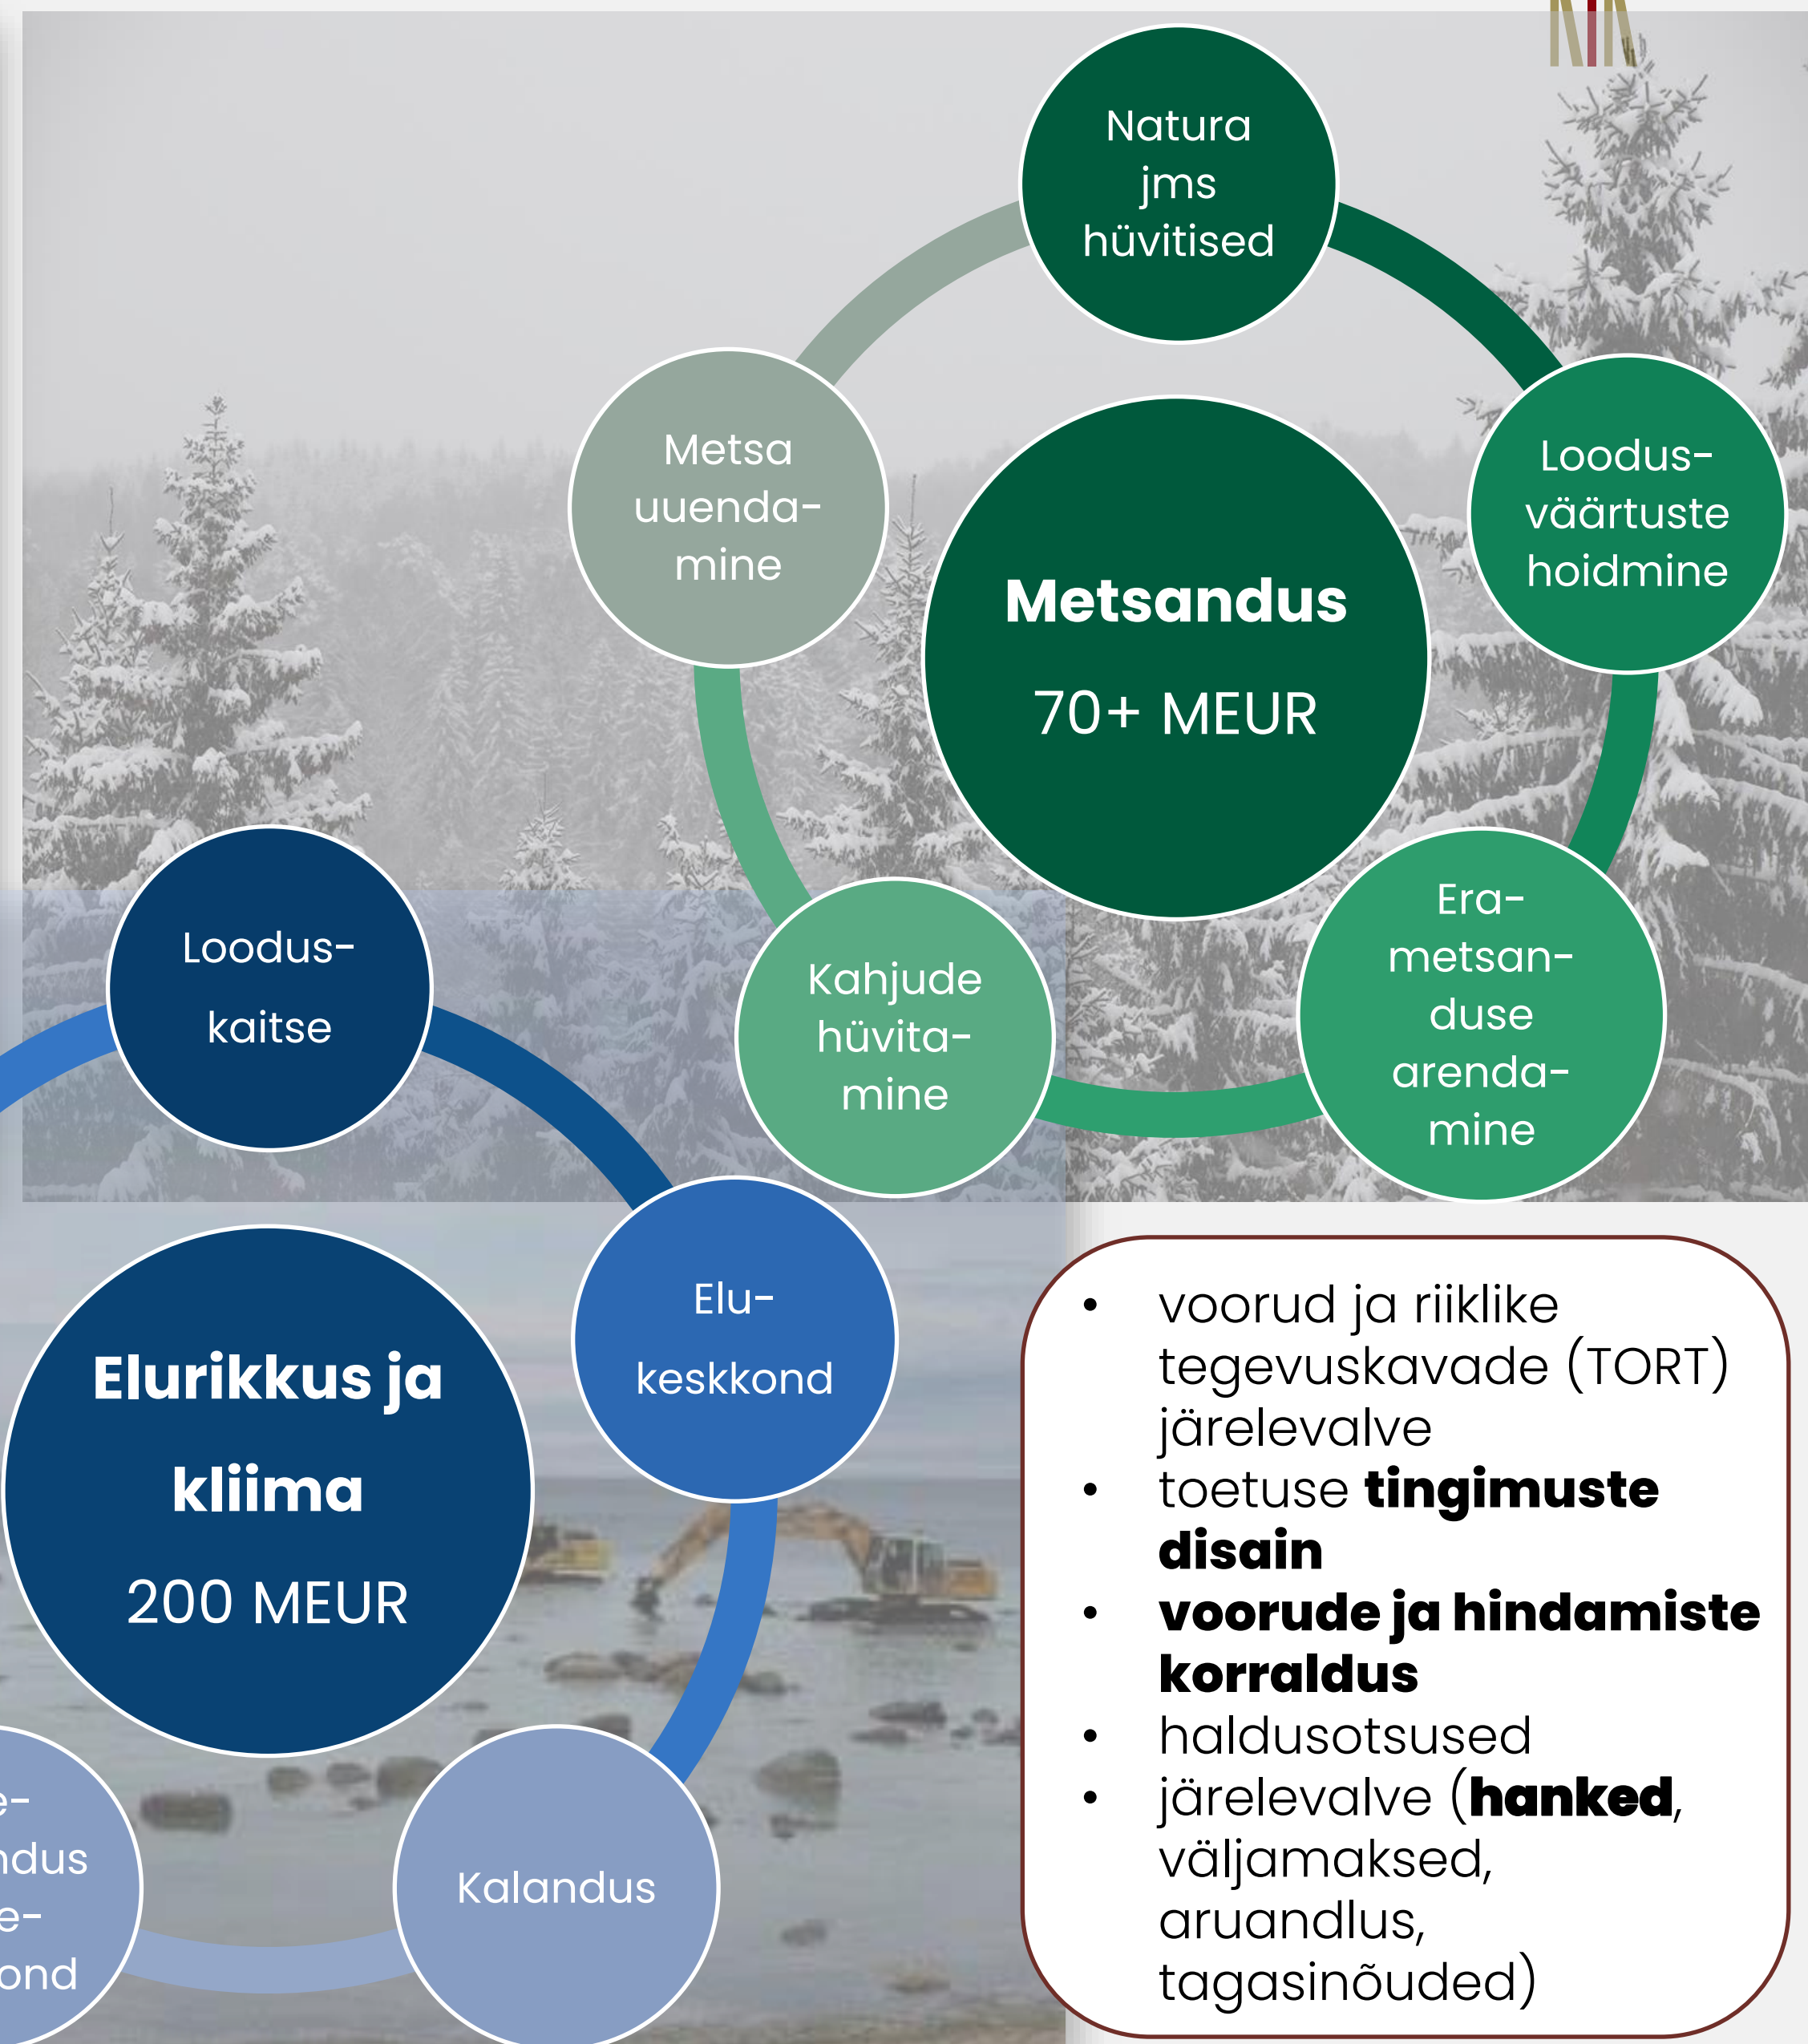 Natura
jms
hüvitised
Loodus-
väärtuste
hoidmine
Era-
metsan-
duse
arenda-
mine
Kahjude
hüvita-
mine
Metsa
uuenda-
mine
Metsandus
70+ MEUR
Loodus-
kaitse
Elu-
keskkond
Kalandus
Elurikkus ja
kliima
200 MEUR
• voorud ja riiklike
tegevuskavade (TORT)
järelevalve
• toetuse tingimuste
disain
• voorude ja hindamiste
korraldus
• haldusotsused
• järelevalve (hanked,
väljamaksed,
aruandlus,
tagasinõuded)